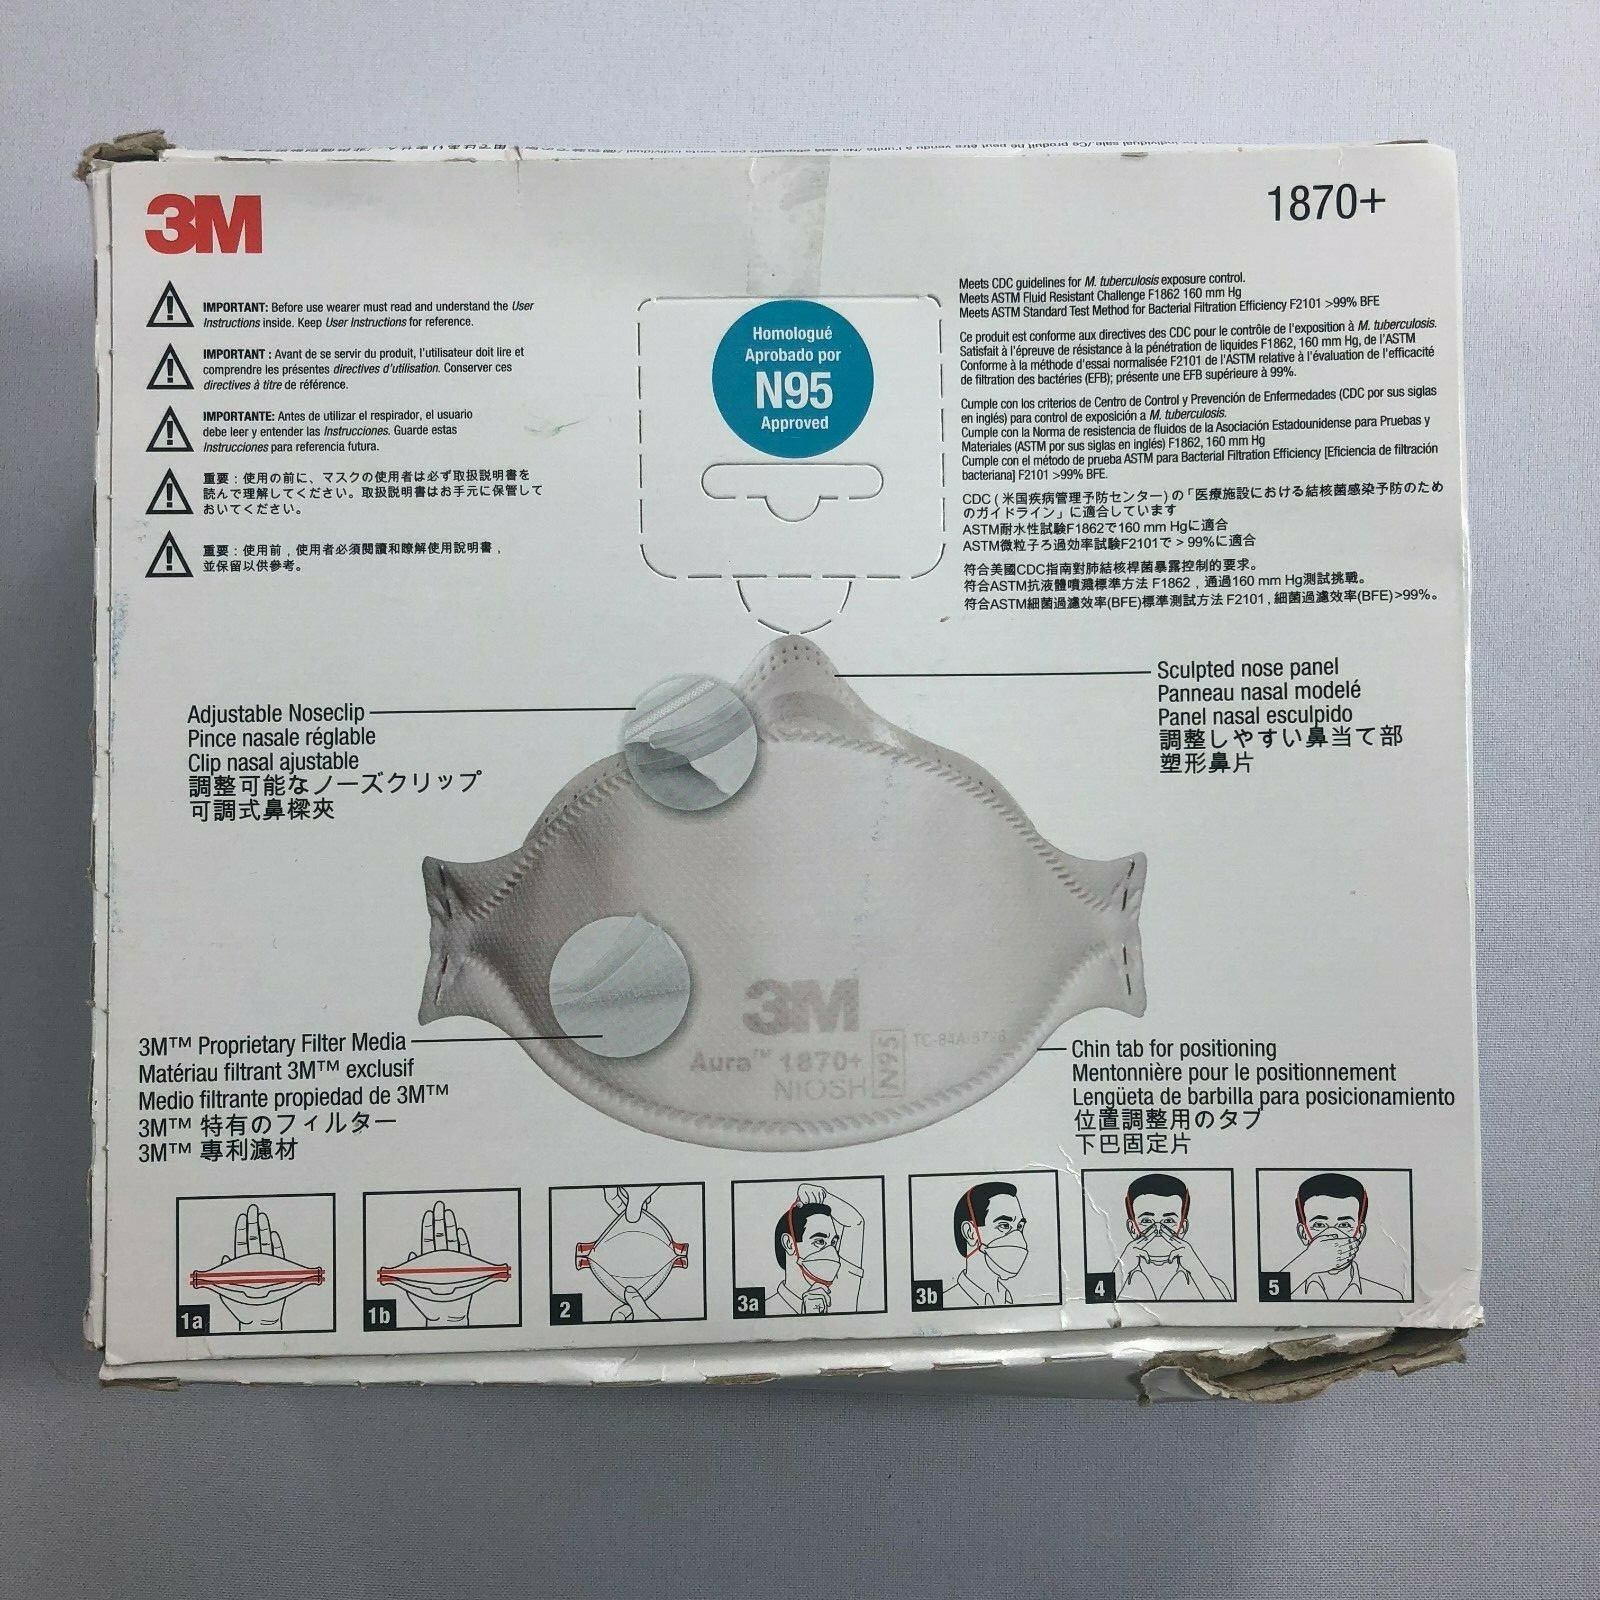 3M
1870+
IMPORTANT: Before use wearer must read and understand the User
Instructions inside. Keep User Instructions for reference.
IMPORTANT : Avant de se servir du produit, l'utilisateur doit lire et
comprendre les présentes directives d'utilisation. Conserver ces
directives à titre de référence.
IMPORTANTE: Antes de utilizar el respirador, el usuario
debe leer y entender las Instrucciones. Guarde estas
Instrucciones para referencia futura.
重要：使用の前に、マスクの使用者は必ず取扱説明書を
読んで理解してください。取扱説明書はお手元に保管して
おいてください。
重要：使用前，使用者必須閱讀和瞭解使用說明書，
並保留以供參考。
Homologué
Aprobado por
N95
Approved
Meets CDC guidelines for M. tuberculosis exposure control.
Meets ASTM Fluid Resistant Challenge F1862 160 mm Hg
Meets ASTM Standard Test Method for Bacterial Filtration Efficiency F2101 >99% BFE
Ce produit est conforme aux directives des CDC pour le contrôle de l'exposition à M. tuberculosis.
Satisfait à l'épreuve de résistance à la pénétration de liquides F1862, 160 mm Hg, de l'ASTM
Conforme à la méthode d'essai normalisée F2101 de l'ASTM relative à l'évaluation de l'efficacité
de filtration des bactéries (EFB); présente une EFB supérieure à 99%.
Cumple con los criterios de Centro de Control y Prevención de Enfermedades (CDC por sus siglas
en inglés) para control de exposición a M. tuberculosis.
Cumple con la Norma de resistencia de fluidos de la Asociación Estadounidense para Pruebas y
Materiales (ASTM por sus siglas en inglés) F1862, 160 mm Hg
Cumple con el método de prueba ASTM para Bacterial Filtration Efficiency [Eficiencia de filtración
bacteriana] F2101 >99% BFE.
CDC ( 米国疾病管理予防センター) の「医療施設における結核菌感染予防のため
のガイドライン」に適合しています
ASTM耐水性試験F1862で160 mm Hgに適合
ASTM微粒子ろ過効率試験F2101で > 99%に適合
符合美國CDC指南對肺結核桿菌暴露控制的要求。
符合ASTM抗液體噴濺標準方法 F1862，通過160 mm Hg測試挑戰。
符合ASTM細菌過濾效率(BFE)標準測試方法 F2101 , 細菌過濾效率(BFE)>99%。
Adjustable Noseclip
Pince nasale réglable
Clip nasal ajustable
調整可能なノーズクリップ
可調式鼻樑夾
Sculpted nose panel
Panneau nasal modelé
Panel nasal esculpido
調整しやすい鼻当て部
塑形鼻片
3M
Aura™ 1870+
NIOSH
N95
3M™ Proprietary Filter Media
Matériau filtrant 3M™ exclusif
Medio filtrante propiedad de 3M™
3M™ 特有のフィルター
3M™ 專利濾材
Chin tab for positioning
Mentonnière pour le positionnement
Lengüeta de barbilla para posicionamiento
位置調整用のタブ
下巴固定片
1a
1b
2
3a
3b
4
5